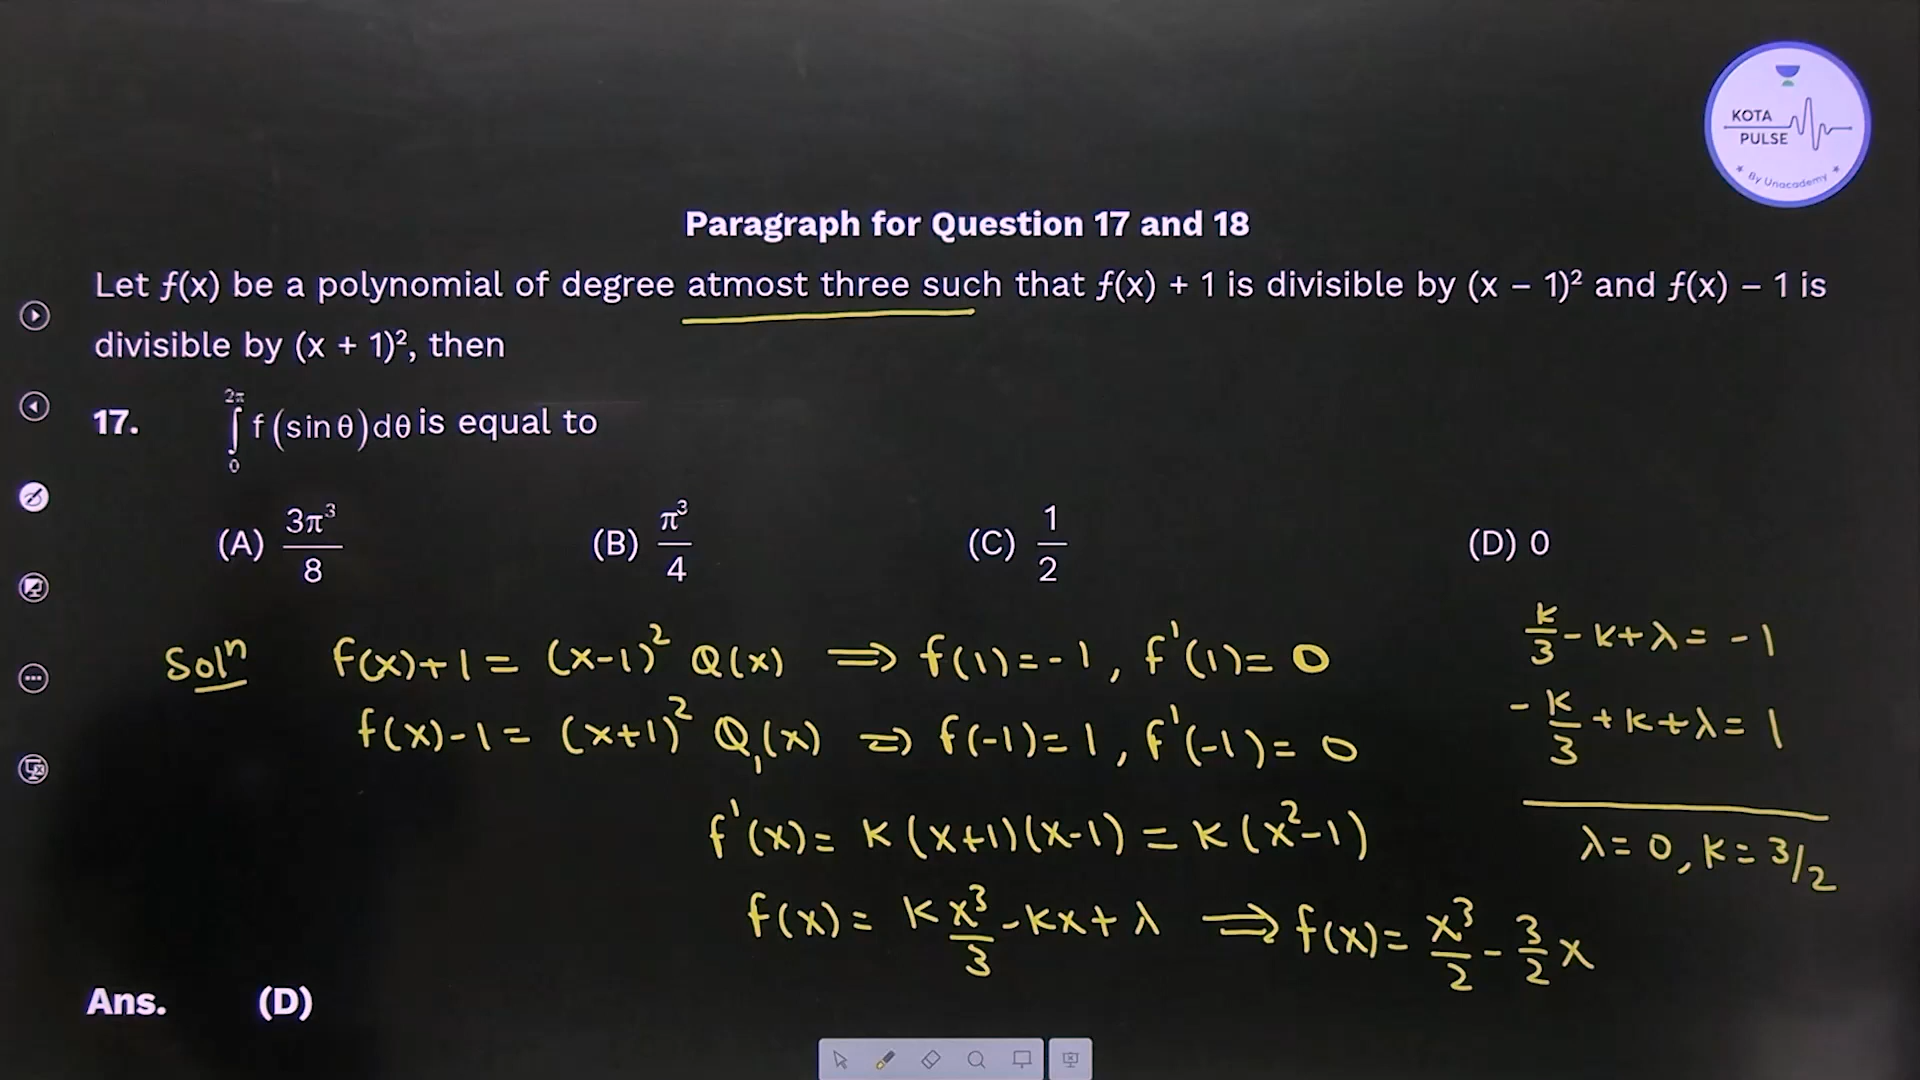 KOTA
PULSE
★ By Unacademy ★
Paragraph for Question 17 and 18
Let f(x) be a polynomial of degree atmost three such that f(x) + 1 is divisible by (x – 1)² and f(x) – 1 is
divisible by (x + 1)², then
17. ∫₀^2π f(sinθ)dθ is equal to
(A) 3π³/8 (B) π³/4 (C) 1/2 (D) 0
Solⁿ f(x)+1 = (x-1)² Q(x) ⟹ f(1)=-1, f'(1)=0
f(x)-1 = (x+1)² Q₁(x) ⟹ f(-1)=1, f'(-1)=0
f'(x)= K(x+1)(x-1) = K(x²-1)
f(x)= K x³/3 - Kx + λ ⟹ f(x)= x³/2 - 3/2 x
K/3 - K + λ = -1
-K/3 + K + λ = 1
λ=0, K=3/2
Ans. (D)